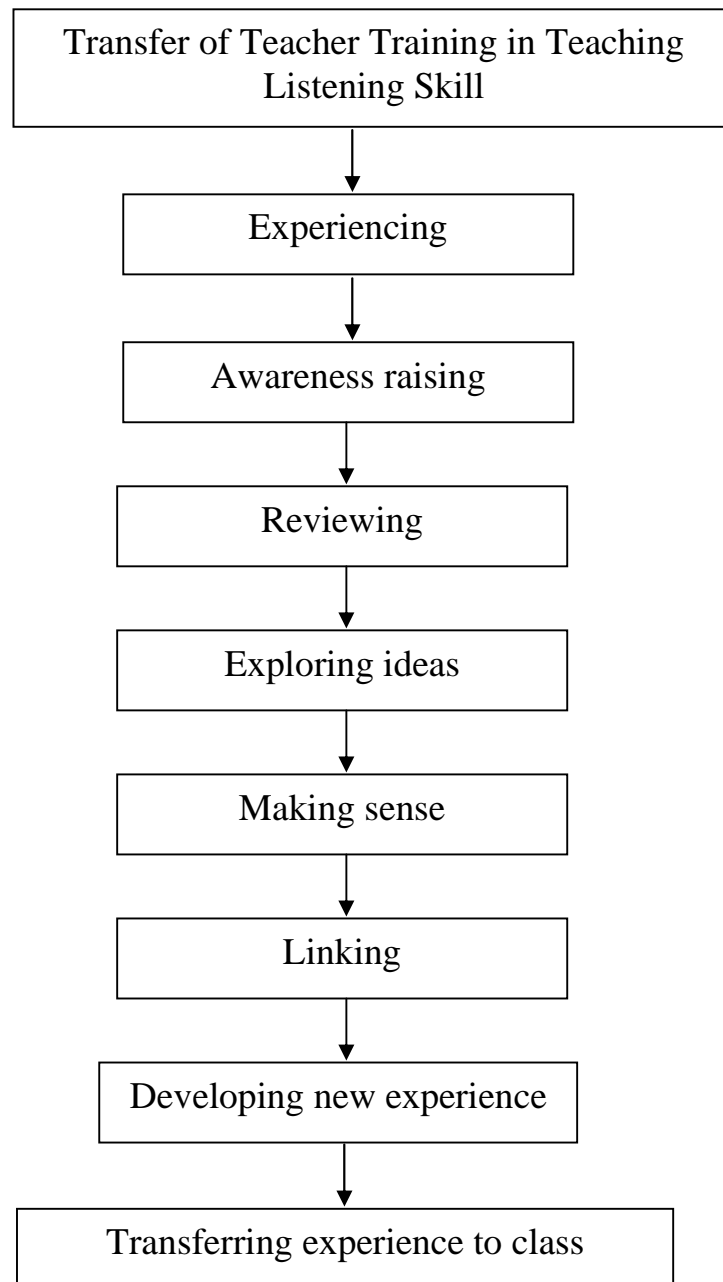 Transfer of Teacher Training in Teaching
Listening Skill
Experiencing
Awareness raising
Reviewing
Exploring ideas
Making sense
Linking
Developing new experience
Transferring experience to class